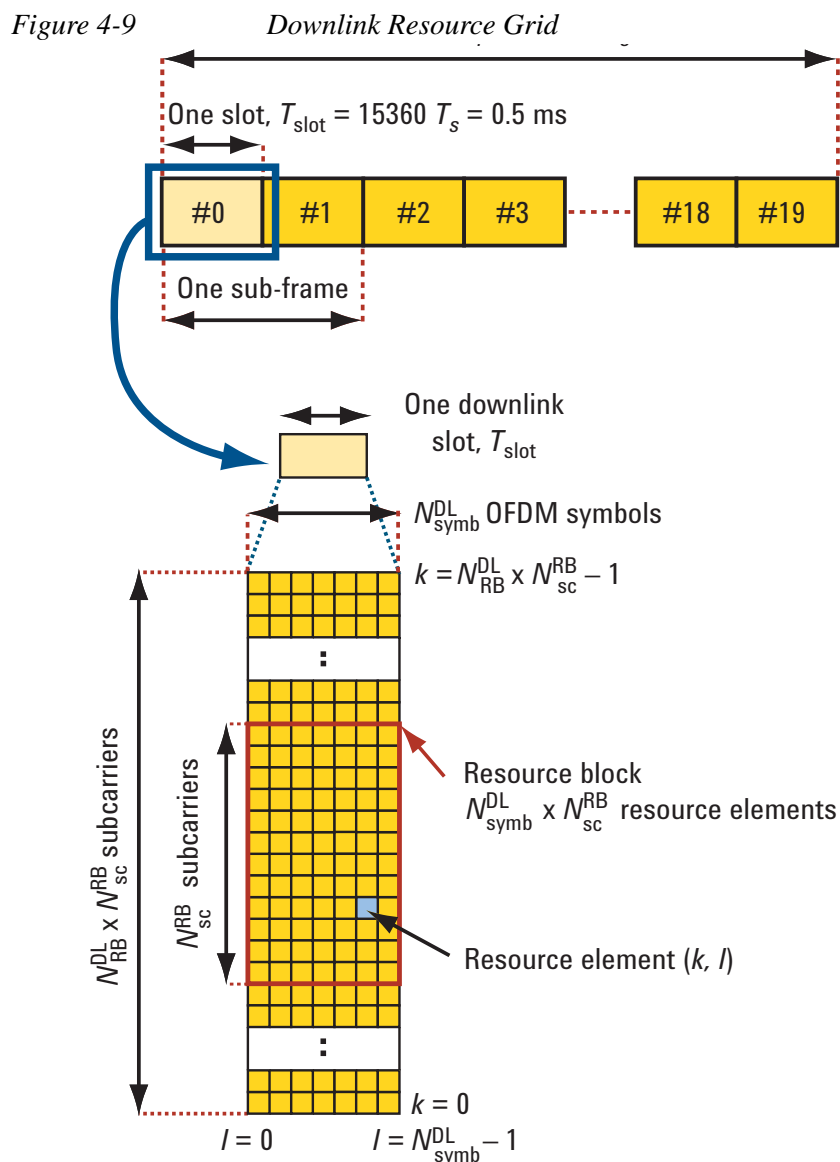 Figure 4-9 Downlink Resource Grid
One slot, T_slot = 15360 T_s = 0.5 ms
#0 #1 #2 #3 #18 #19
One sub-frame
One downlink
slot, T_slot
N^DL_symb OFDM symbols
k = N^DL_RB x N^RB_sc – 1
:
N^DL_RB x N^RB_sc subcarriers
N^RB_sc subcarriers
Resource block
N^DL_symb x N^RB_sc resource elements
Resource element (k, l)
:
k = 0
l = 0 l = N^DL_symb – 1